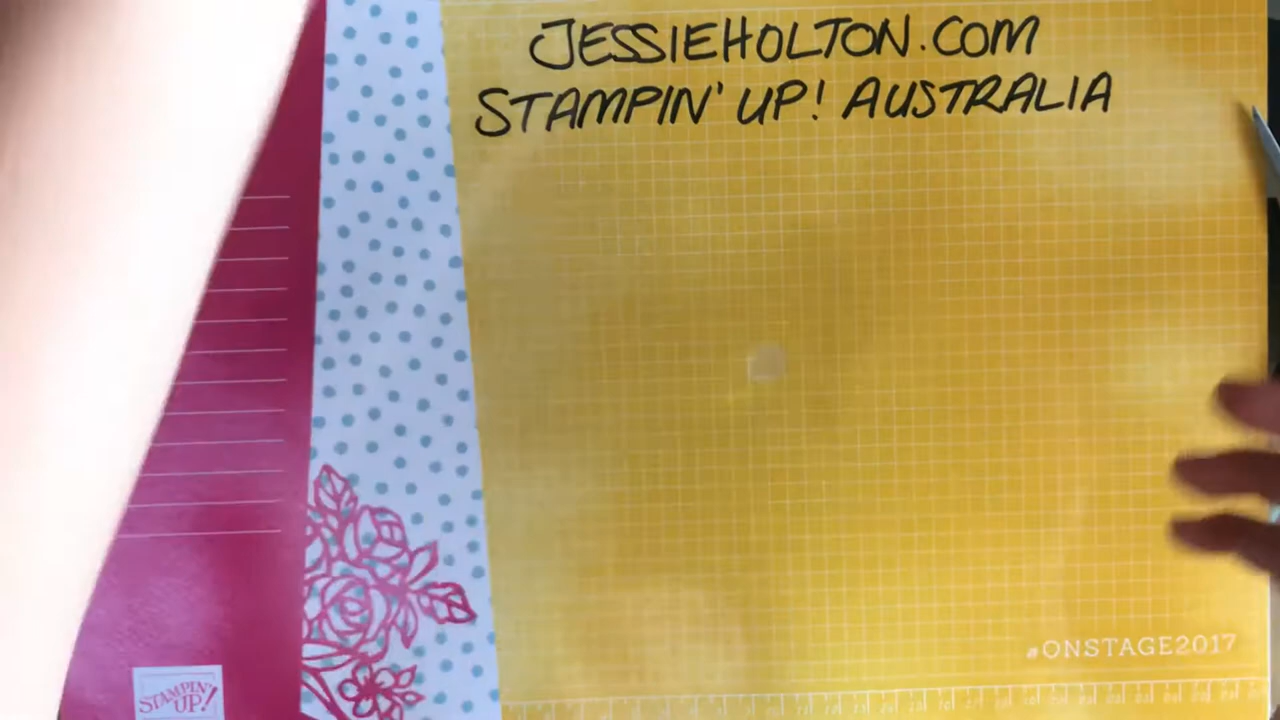 JESSIEHOLTON.COM
STAMPIN' UP! AUSTRALIA
#ONSTAGE2017
STAMPIN'
UP!